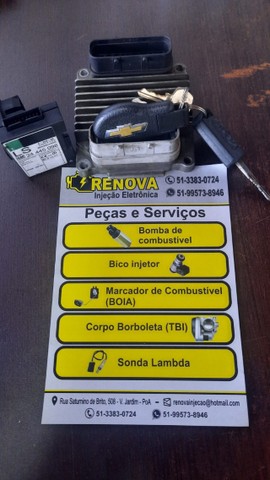 RENOVA
Injeção Eletrônica
51-3383-0724
51-99573-8946
Peças e Serviços
Bomba de
combustível
Bico injetor
Marcador de Combustível
(BOIA)
Corpo Borboleta (TBI)
Sonda Lambda
Rua Saturnino de Brito, 508 - V. Jardim - PoA
renovainjecao@hotmail.com
51-3383-0724
51-99573-8946